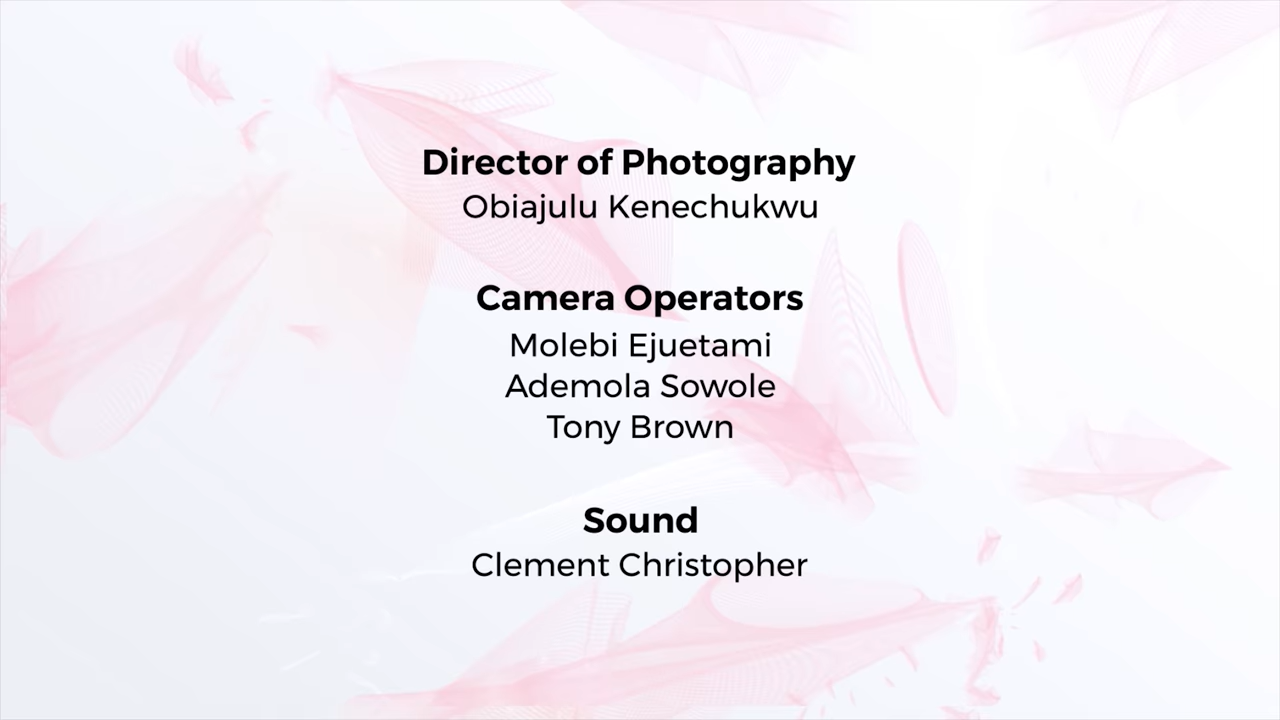 Director of Photography
Obiajulu Kenechukwu
Camera Operators
Molebi Ejuetami
Ademola Sowole
Tony Brown
Sound
Clement Christopher